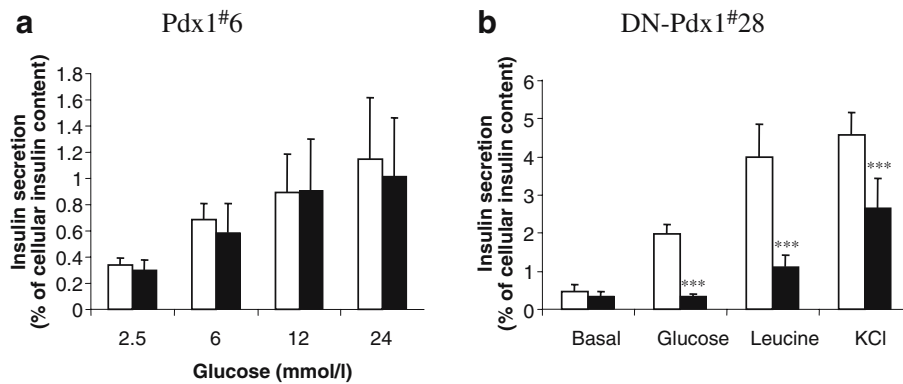 a Pdx1#6
Insulin secretion
(% of cellular insulin content)
1.8
1.6
1.4
1.2
1
0.8
0.6
0.4
0.2
0
2.5 6 12 24
Glucose (mmol/l)
b DN-Pdx1#28
Insulin secretion
(% of cellular insulin content)
6
5
4
3
2
1
0
***
***
***
Basal Glucose Leucine KCl